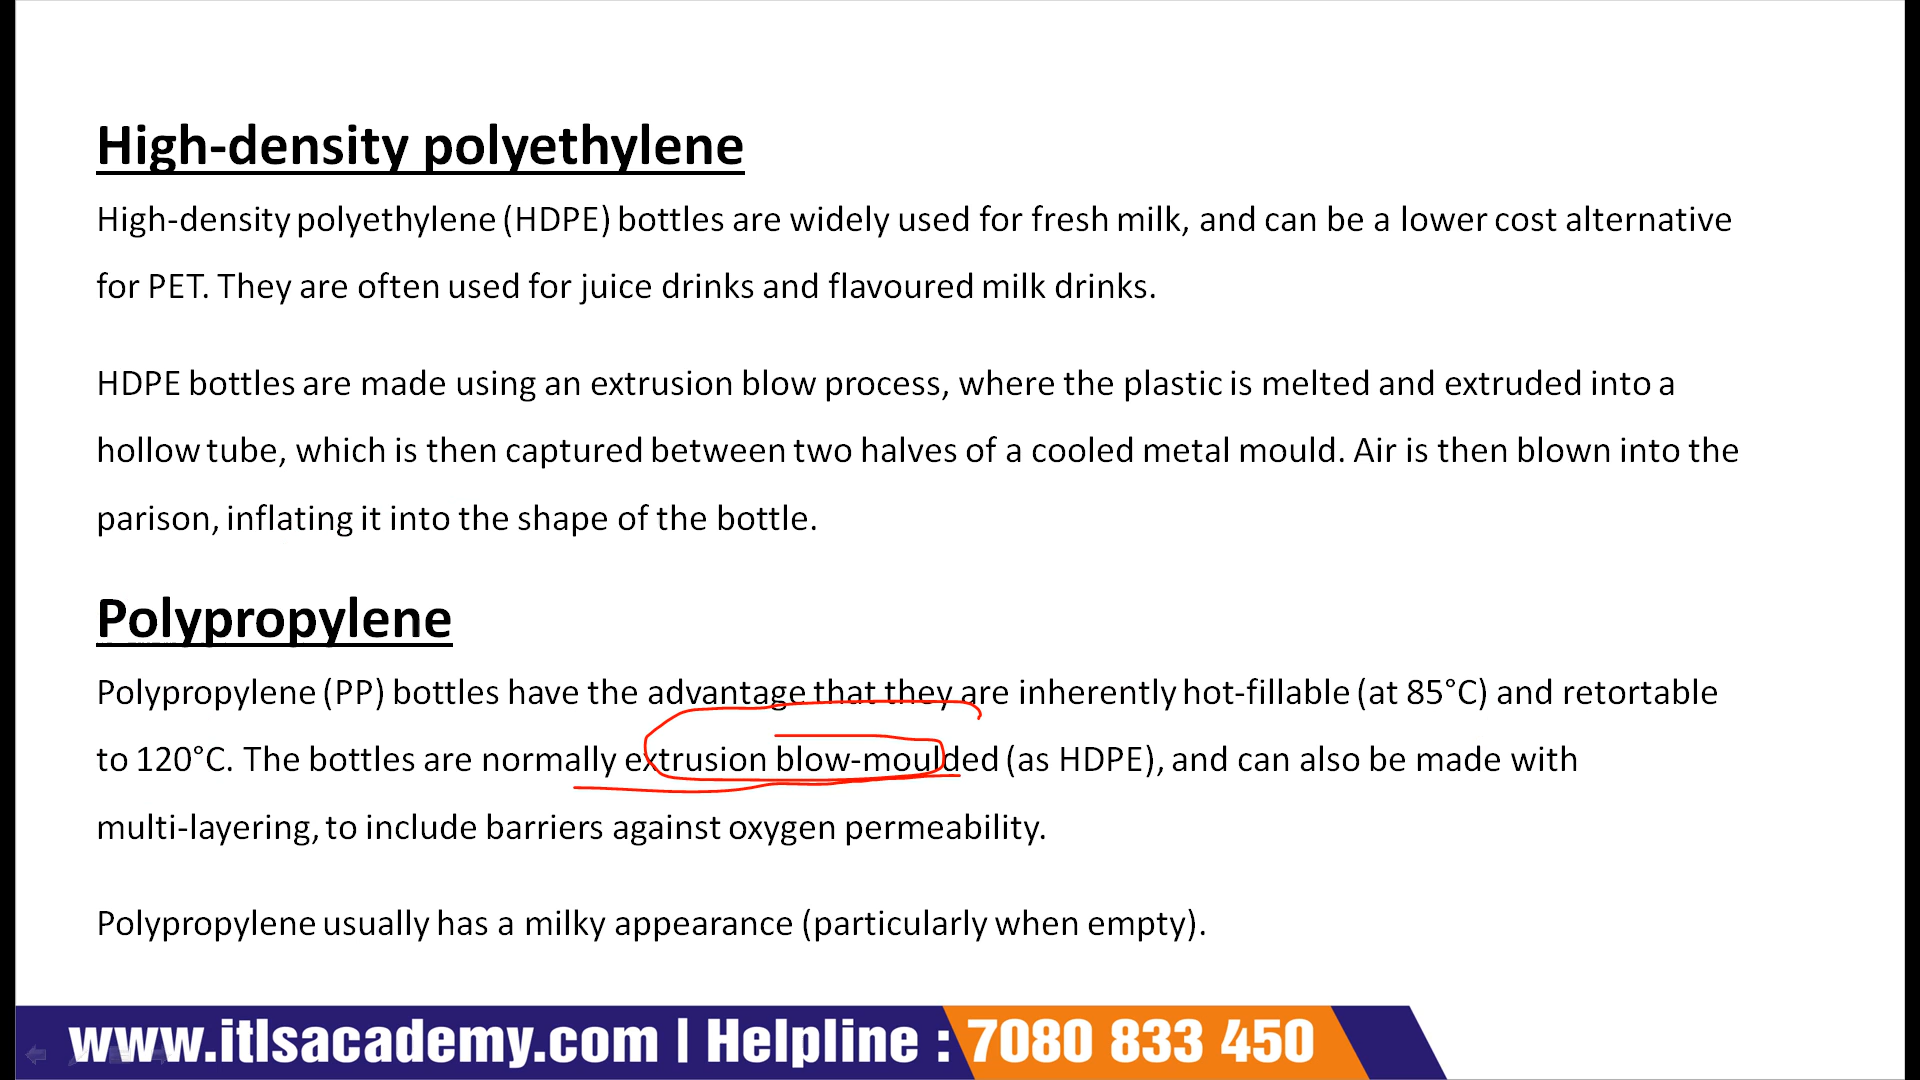 High-density polyethylene
High-density polyethylene (HDPE) bottles are widely used for fresh milk, and can be a lower cost alternative
for PET. They are often used for juice drinks and flavoured milk drinks.
HDPE bottles are made using an extrusion blow process, where the plastic is melted and extruded into a
hollow tube, which is then captured between two halves of a cooled metal mould. Air is then blown into the
parison, inflating it into the shape of the bottle.
Polypropylene
Polypropylene (PP) bottles have the advantage that they are inherently hot-fillable (at 85°C) and retortable
to 120°C. The bottles are normally extrusion blow-moulded (as HDPE), and can also be made with
multi-layering, to include barriers against oxygen permeability.
Polypropylene usually has a milky appearance (particularly when empty).
www.itlsacademy.com | Helpline : 7080 833 450